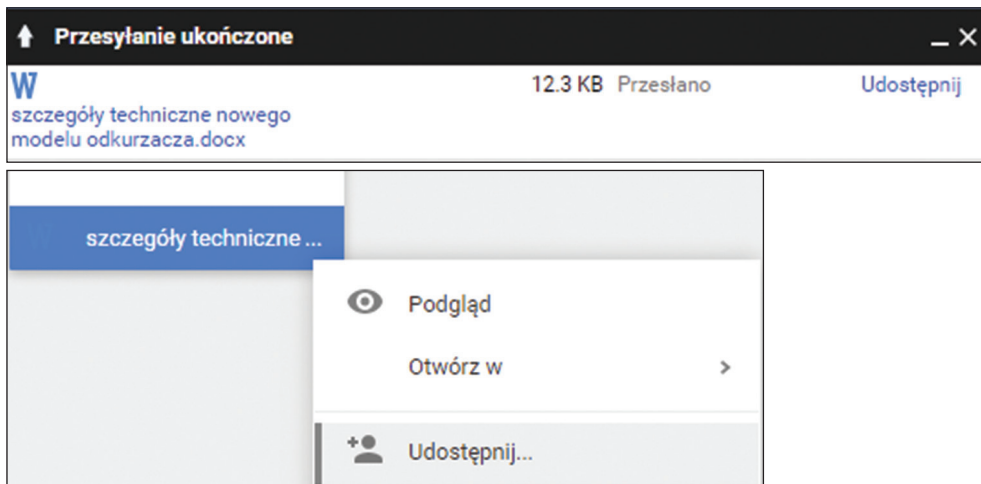 Przesyłanie ukończone
W
12.3 KB Przesłano Udostępnij
szczegóły techniczne nowego
modelu odkurzacza.docx
W szczegóły techniczne ...
Podgląd
Otwórz w
Udostępnij...